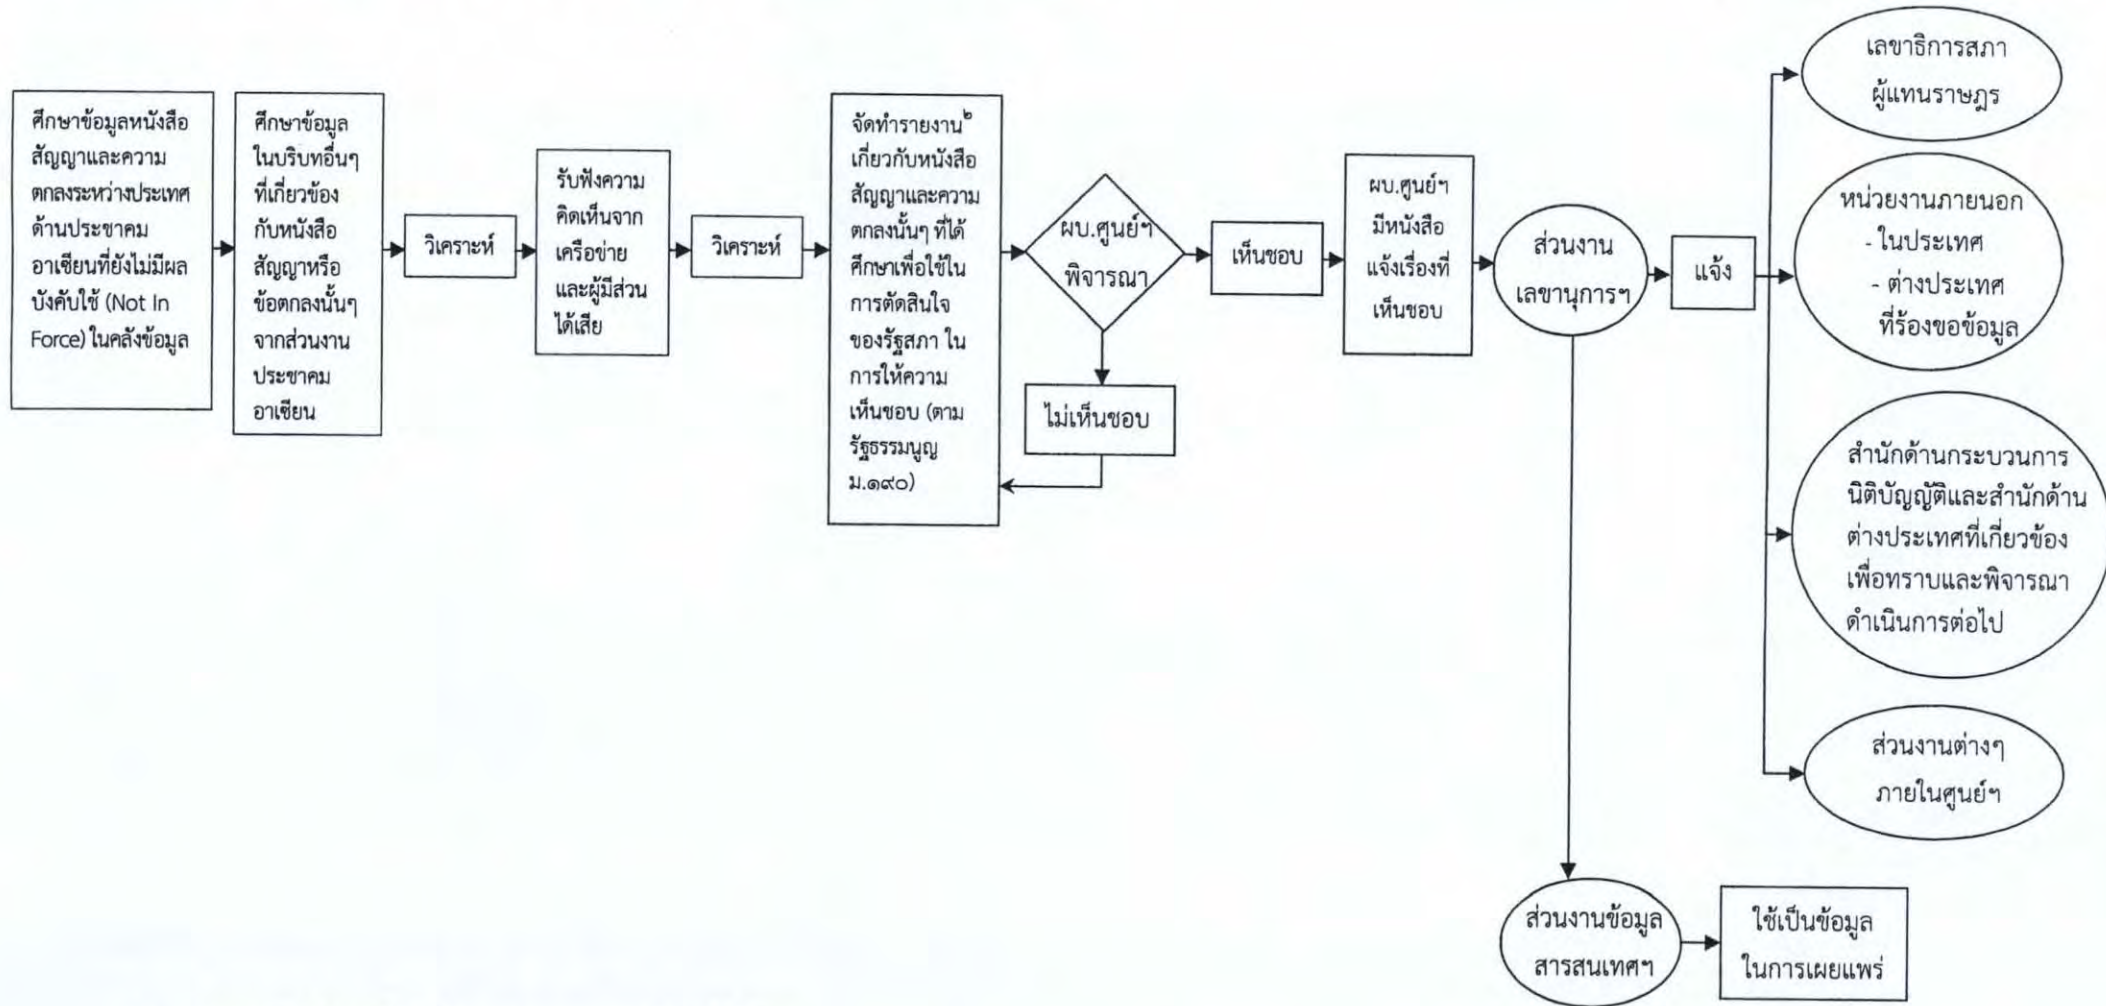 ศึกษาข้อมูลหนังสือ
สัญญาและความ
ตกลงระหว่างประเทศ
ด้านประชาคม
อาเซียนที่ยังไม่มีผล
บังคับใช้ (Not In
Force) ในคลังข้อมูล
ศึกษาข้อมูล
ในบริบทอื่นๆ
ที่เกี่ยวข้อง
กับหนังสือ
สัญญาหรือ
ข้อตกลงนั้นๆ
จากส่วนงาน
ประชาคม
อาเซียน
วิเคราะห์
รับฟังความ
คิดเห็นจาก
เครือข่าย
และผู้มีส่วน
ได้เสีย
วิเคราะห์
จัดทำรายงาน๒
เกี่ยวกับหนังสือ
สัญญาและความ
ตกลงนั้นๆ ที่ได้
ศึกษาเพื่อใช้ใน
การตัดสินใจ
ของรัฐสภา ใน
การให้ความ
เห็นชอบ (ตาม
รัฐธรรมนูญ
ม.๑๙๐)
ผบ.ศูนย์ฯ
พิจารณา
ไม่เห็นชอบ
เห็นชอบ
ผบ.ศูนย์ฯ
มีหนังสือ
แจ้งเรื่องที่
เห็นชอบ
ส่วนงาน
เลขานุการฯ
แจ้ง
เลขาธิการสภา
ผู้แทนราษฎร
หน่วยงานภายนอก
- ในประเทศ
- ต่างประเทศ
ที่ร้องขอข้อมูล
สำนักด้านกระบวนการ
นิติบัญญัติและสำนักด้าน
ต่างประเทศที่เกี่ยวข้อง
เพื่อทราบและพิจารณา
ดำเนินการต่อไป
ส่วนงานต่างๆ
ภายในศูนย์ฯ
ส่วนงานข้อมูล
สารสนเทศฯ
ใช้เป็นข้อมูล
ในการเผยแพร่